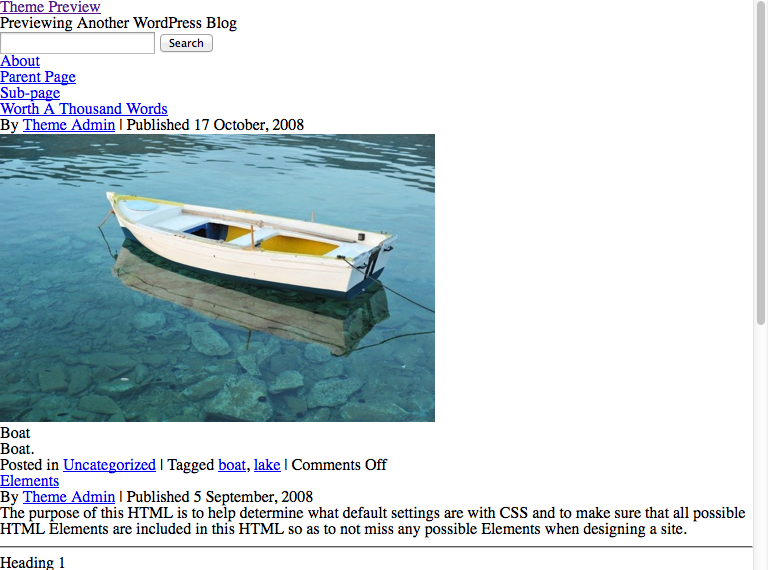 Theme Preview
Previewing Another WordPress Blog
Search
About
Parent Page
Sub-page
Worth A Thousand Words
By Theme Admin | Published 17 October, 2008
Boat
Boat.
Posted in Uncategorized | Tagged boat, lake | Comments Off
Elements
By Theme Admin | Published 5 September, 2008
The purpose of this HTML is to help determine what default settings are with CSS and to make sure that all possible
HTML Elements are included in this HTML so as to not miss any possible Elements when designing a site.
Heading 1